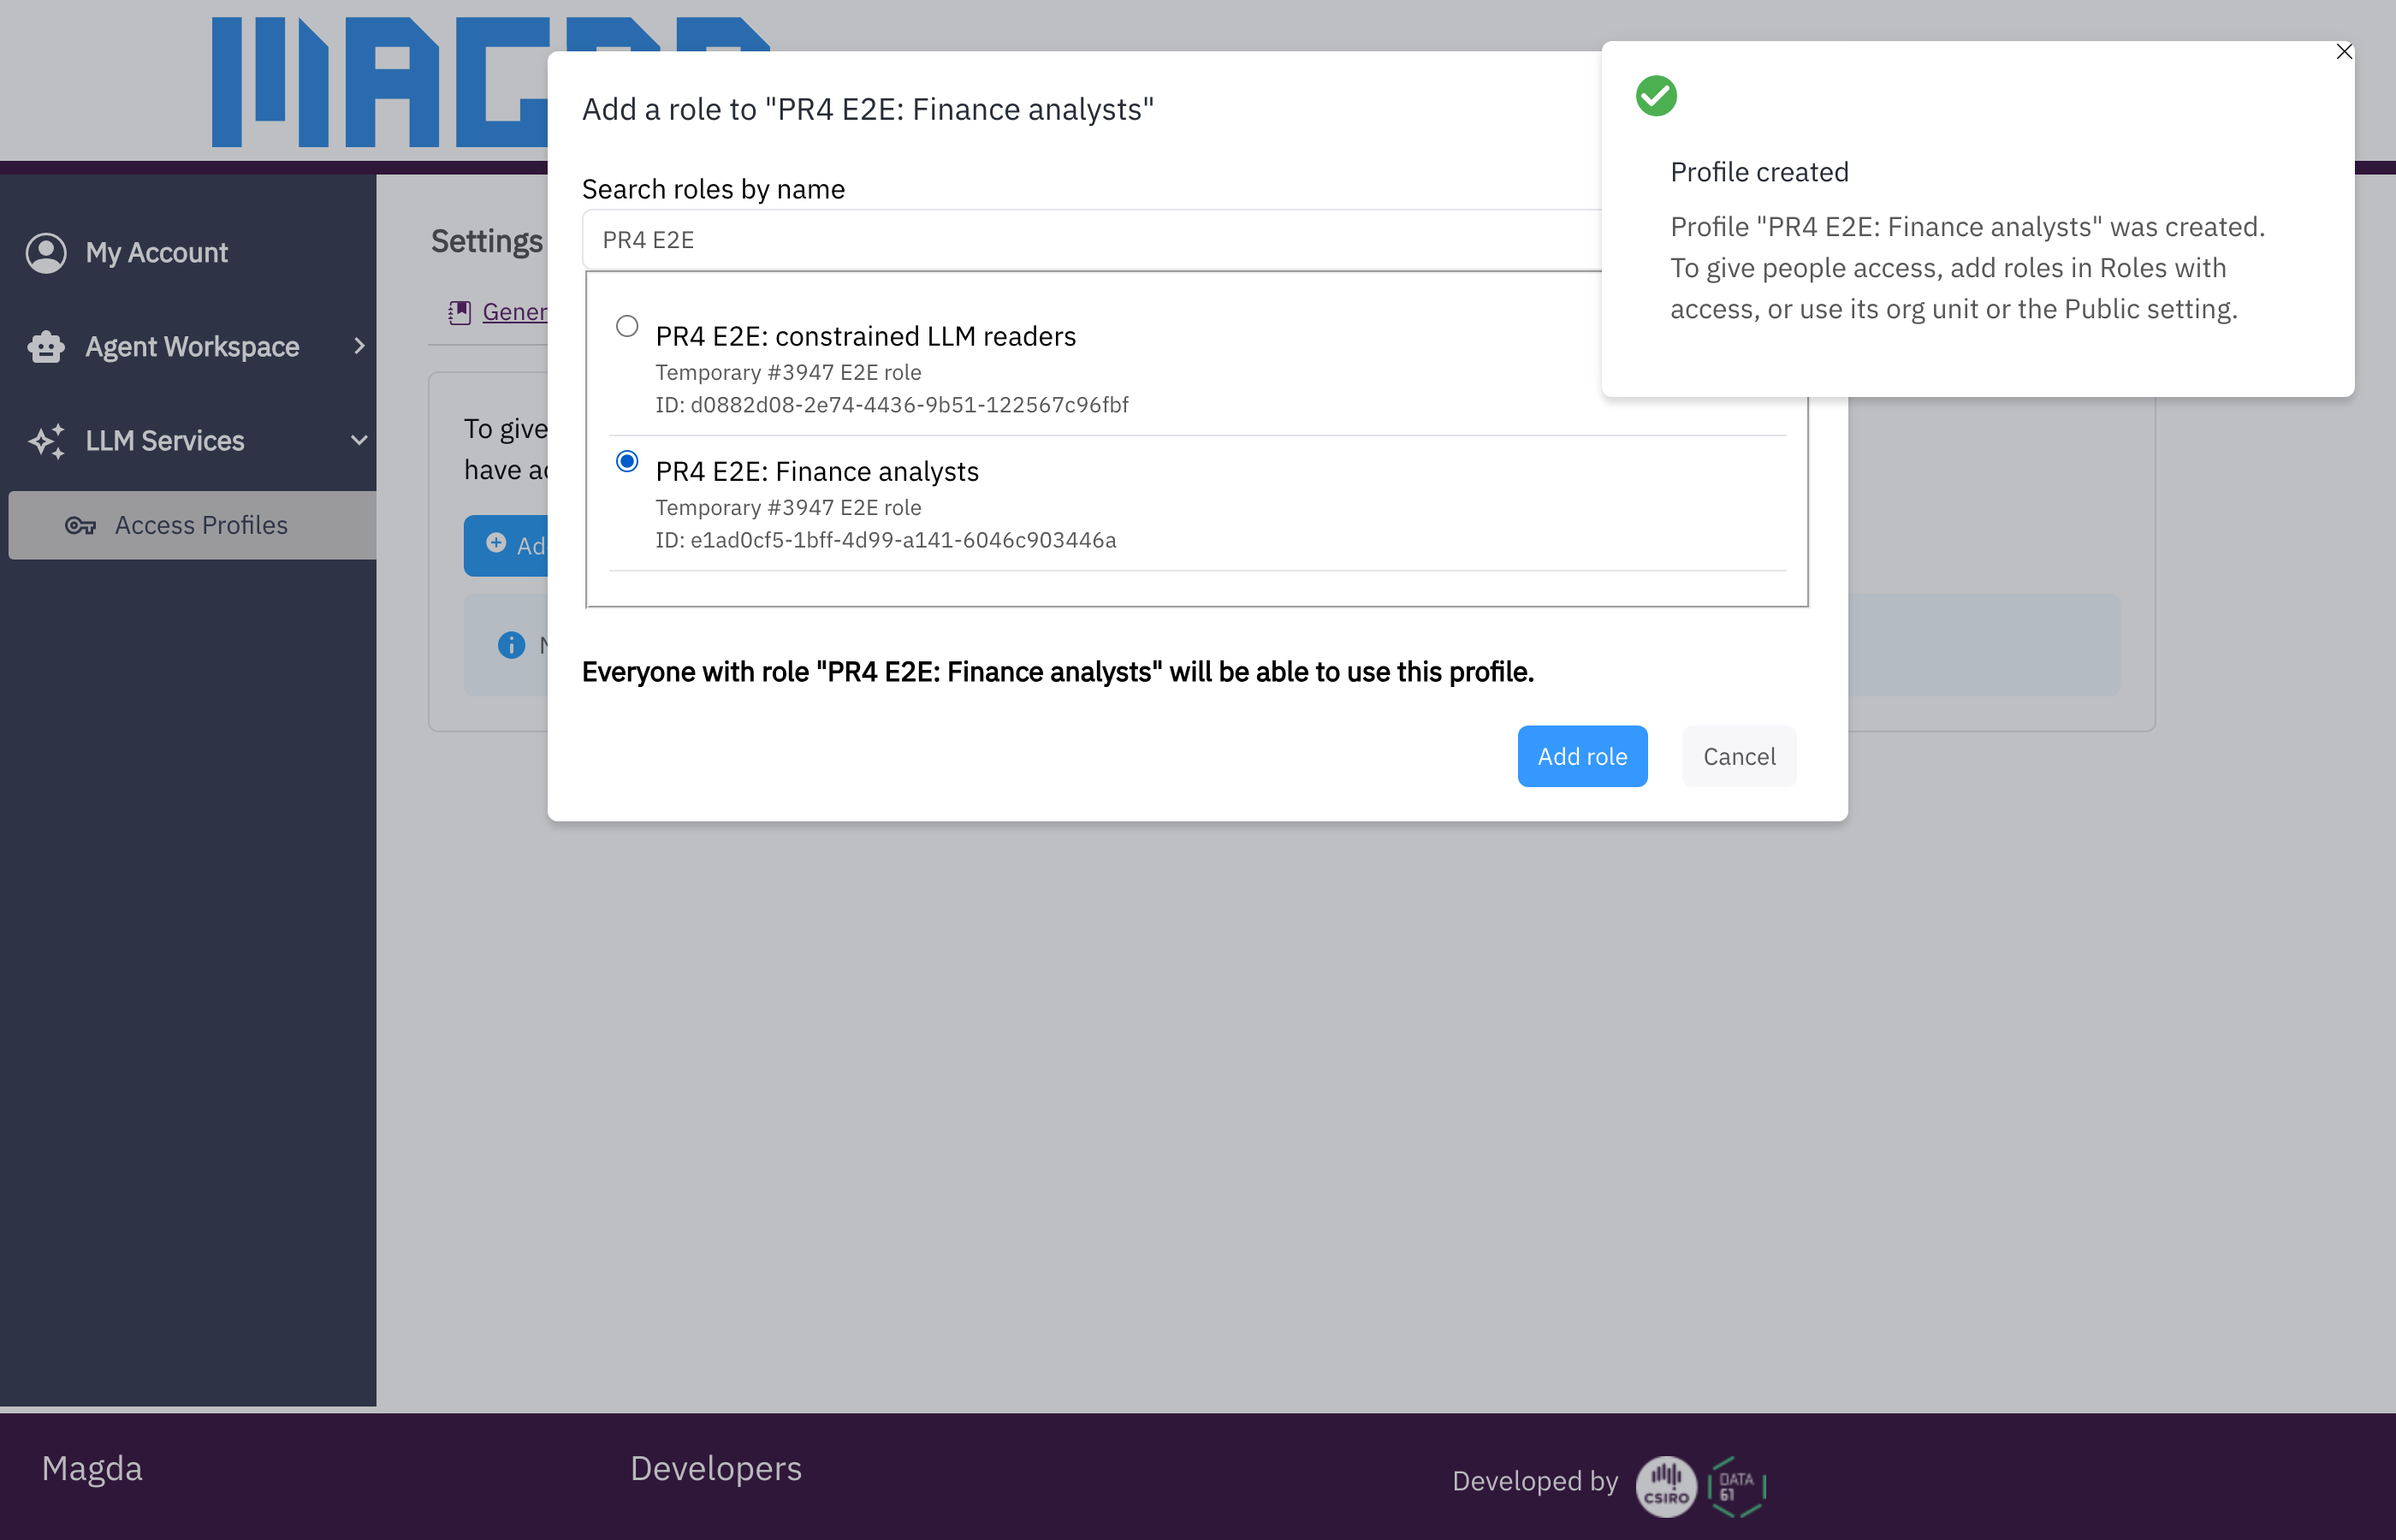 Add a role to "PR4 E2E: Finance analysts"
Search roles by name
PR4 E2E
PR4 E2E: constrained LLM readers
Temporary #3947 E2E role
ID: d0882d08-2e74-4436-9b51-122567c96fbf
PR4 E2E: Finance analysts
Temporary #3947 E2E role
ID: e1ad0cf5-1bff-4d99-a141-6046c903446a
Everyone with role "PR4 E2E: Finance analysts" will be able to use this profile.
Add role
Cancel
Profile created
Profile "PR4 E2E: Finance analysts" was created.
To give people access, add roles in Roles with
access, or use its org unit or the Public setting.
My Account
Agent Workspace
LLM Services
Access Profiles
Settings
To give
have
Magda
Developers
Developed by
CSIRO
DATA
61